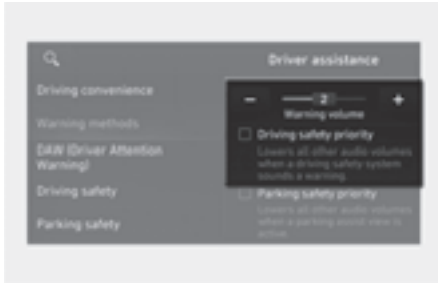 Driver assistance
Driving convenience
Warning methods
DAW (Driver Attention
Warning)
Driving safety
Parking safety
− 2 +
Warning volume
Driving safety priority
Lowers all other audio volumes
when a driving safety system
sounds a warning.
Parking safety priority
Lowers all other audio volumes
when a parking assist view is
active.